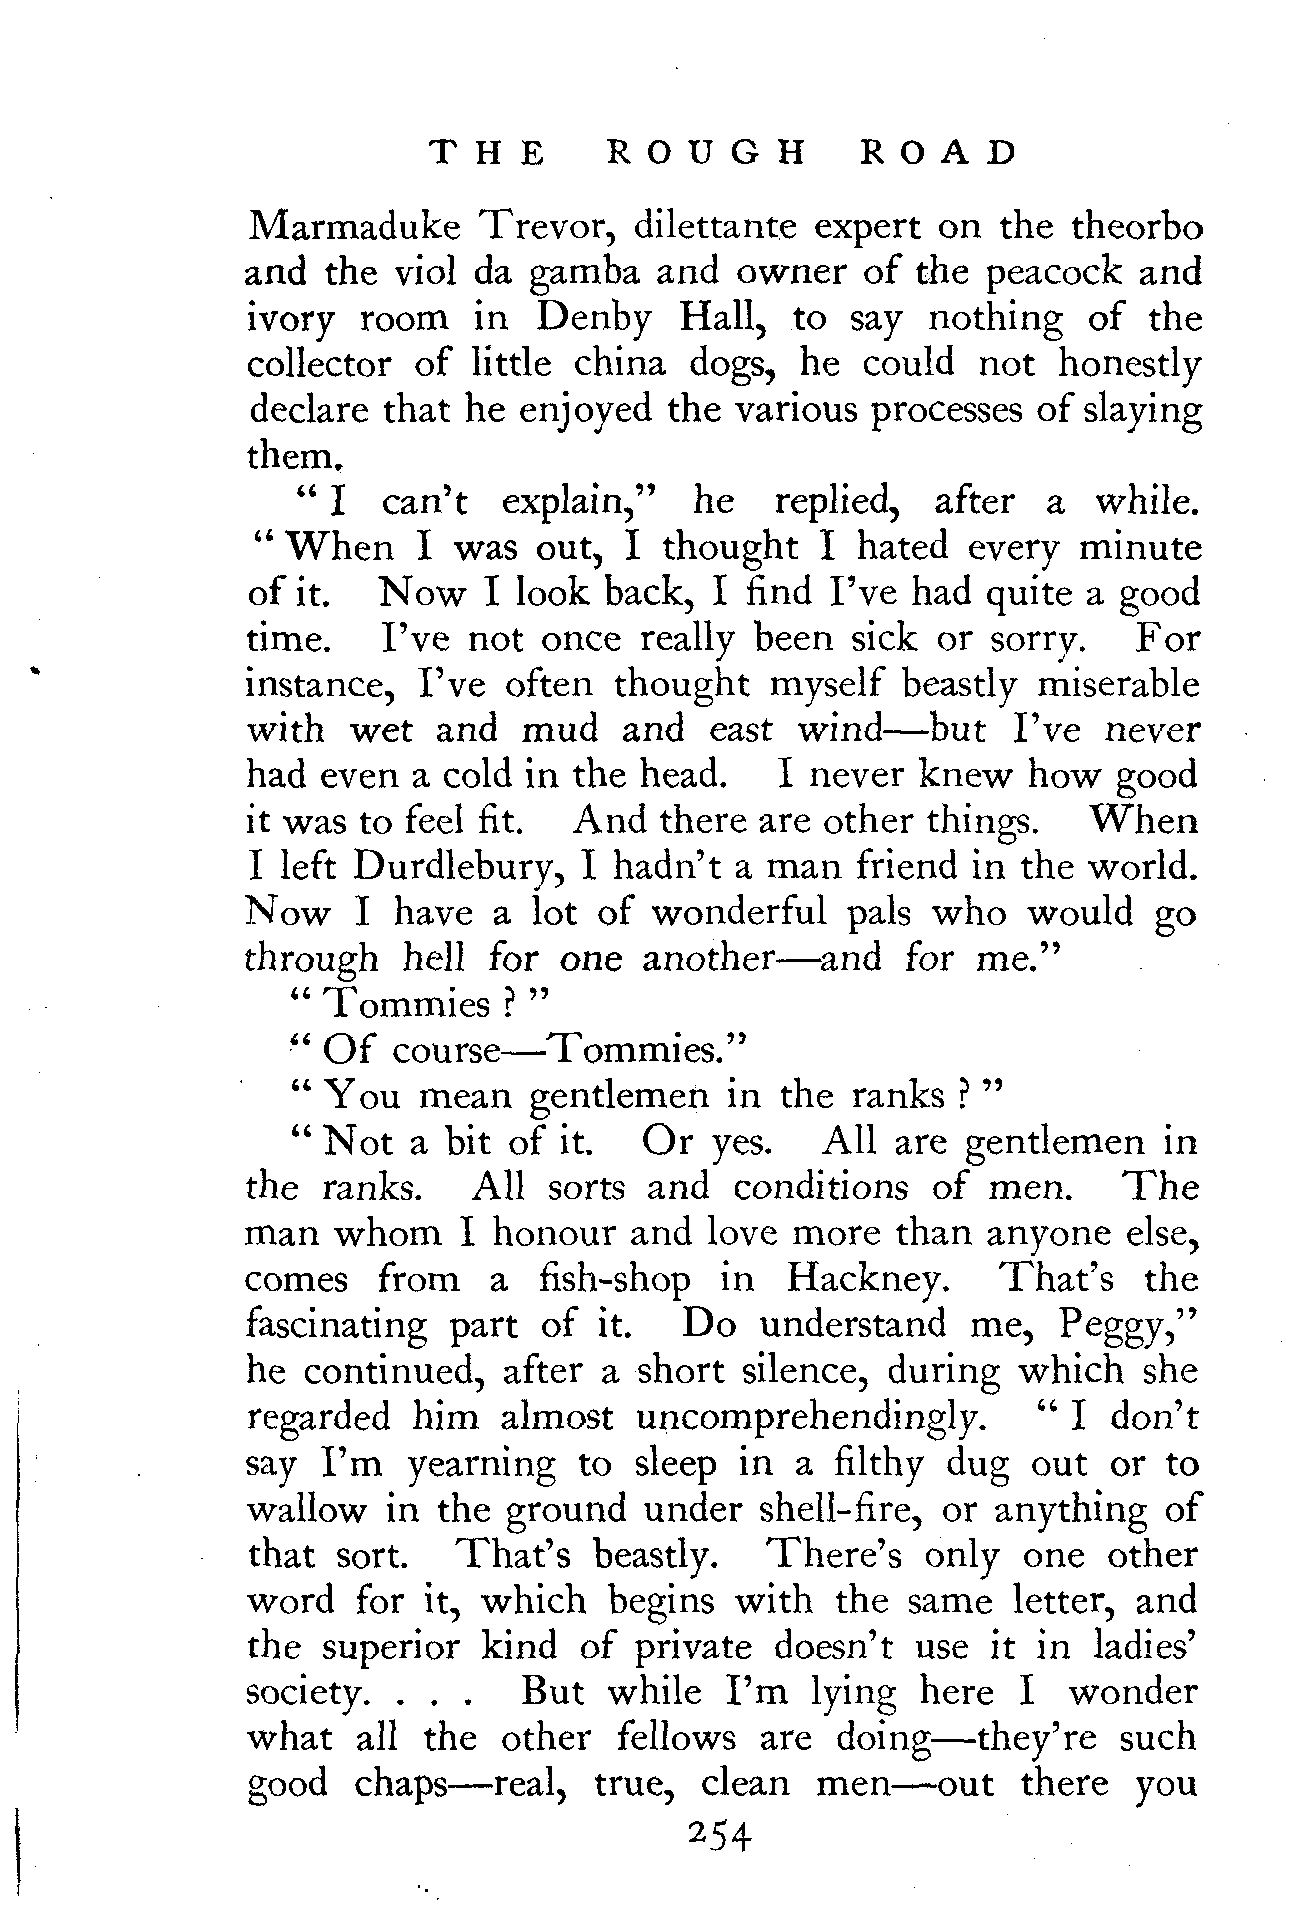 THE ROUGH ROAD
Marmaduke Trevor, dilettante expert on the theorbo
and the viol da gamba and owner of the peacock and
ivory room in Denby Hall, to say nothing of the
collector of little china dogs, he could not honestly
declare that he enjoyed the various processes of slaying
them.
“ I can’t explain,” he replied, after a while.
“ When I was out, I thought I hated every minute
of it. Now I look back, I find I’ve had quite a good
time. I’ve not once really been sick or sorry. For
instance, I’ve often thought myself beastly miserable
with wet and mud and east wind—but I’ve never
had even a cold in the head. I never knew how good
it was to feel fit. And there are other things. When
I left Durdlebury, I hadn’t a man friend in the world.
Now I have a lot of wonderful pals who would go
through hell for one another—and for me.”
“ Tommies ? ”
“ Of course—Tommies.”
“ You mean gentlemen in the ranks ? ”
“ Not a bit of it. Or yes. All are gentlemen in
the ranks. All sorts and conditions of men. The
man whom I honour and love more than anyone else,
comes from a fish-shop in Hackney. That’s the
fascinating part of it. Do understand me, Peggy,”
he continued, after a short silence, during which she
regarded him almost uncomprehendingly. “ I don’t
say I’m yearning to sleep in a filthy dug out or to
wallow in the ground under shell-fire, or anything of
that sort. That’s beastly. There’s only one other
word for it, which begins with the same letter, and
the superior kind of private doesn’t use it in ladies’
society. . . . But while I’m lying here I wonder
what all the other fellows are doing—they’re such
good chaps—real, true, clean men—out there you
254